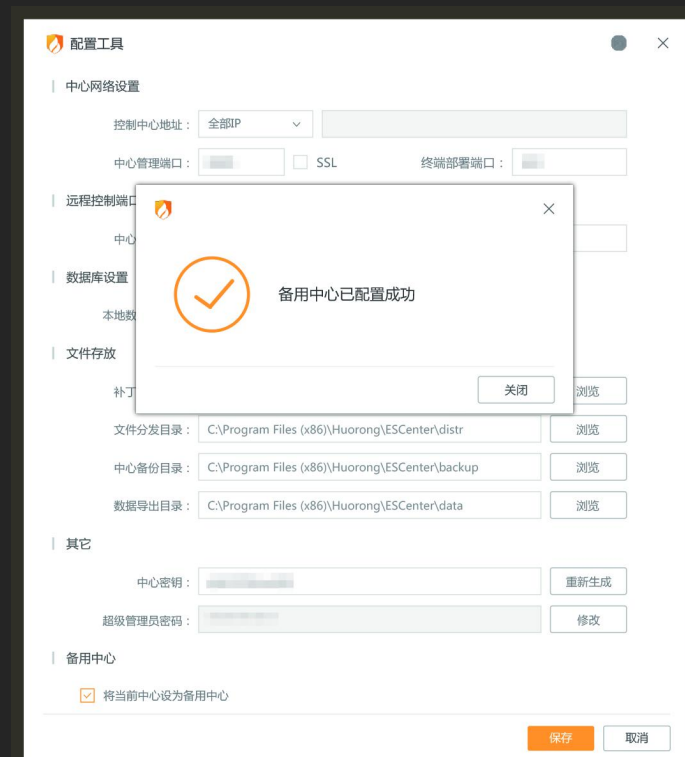 配置工具
中心网络设置
控制中心地址： 全部IP
中心管理端口： SSL 终端部署端口：
远程控制端口
中心
数据库设置
备用中心已配置成功
本地数
文件存放
补丁 关闭 浏览
文件分发目录： C:\Program Files (x86)\Huorong\ESCenter\distr 浏览
中心备份目录： C:\Program Files (x86)\Huorong\ESCenter\backup 浏览
数据导出目录： C:\Program Files (x86)\Huorong\ESCenter\data 浏览
其它
中心密钥： 重新生成
超级管理员密码： 修改
备用中心
将当前中心设为备用中心
保存 取消